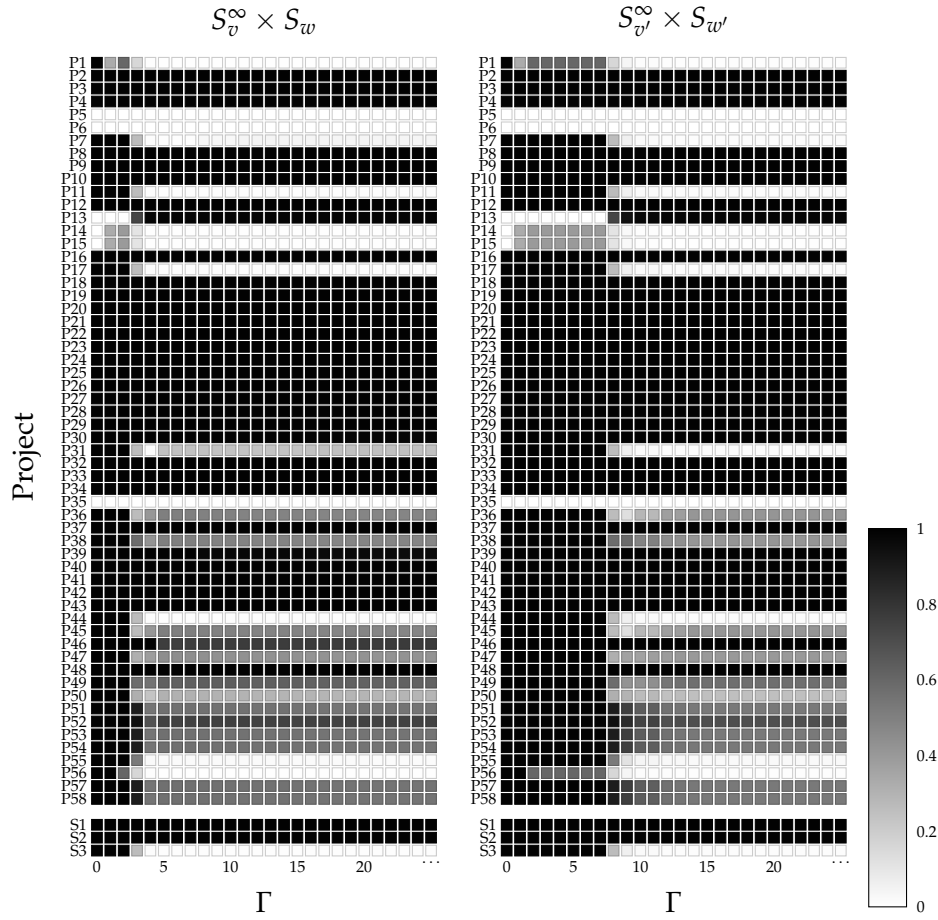 S_v^∞ × S_w
S_{v'}^∞ × S_{w'}
Project
P1
P2
P3
P4
P5
P6
P7
P8
P9
P10
P11
P12
P13
P14
P15
P16
P17
P18
P19
P20
P21
P22
P23
P24
P25
P26
P27
P28
P29
P30
P31
P32
P33
P34
P35
P36
P37
P38
P39
P40
P41
P42
P43
P44
P45
P46
P47
P48
P49
P50
P51
P52
P53
P54
P55
P56
P57
P58
S1
S2
S3
0 5 10 15 20 ...
Γ
P1
P2
P3
P4
P5
P6
P7
P8
P9
P10
P11
P12
P13
P14
P15
P16
P17
P18
P19
P20
P21
P22
P23
P24
P25
P26
P27
P28
P29
P30
P31
P32
P33
P34
P35
P36
P37
P38
P39
P40
P41
P42
P43
P44
P45
P46
P47
P48
P49
P50
P51
P52
P53
P54
P55
P56
P57
P58
S1
S2
S3
0 5 10 15 20 ...
Γ
1
0.8
0.6
0.4
0.2
0